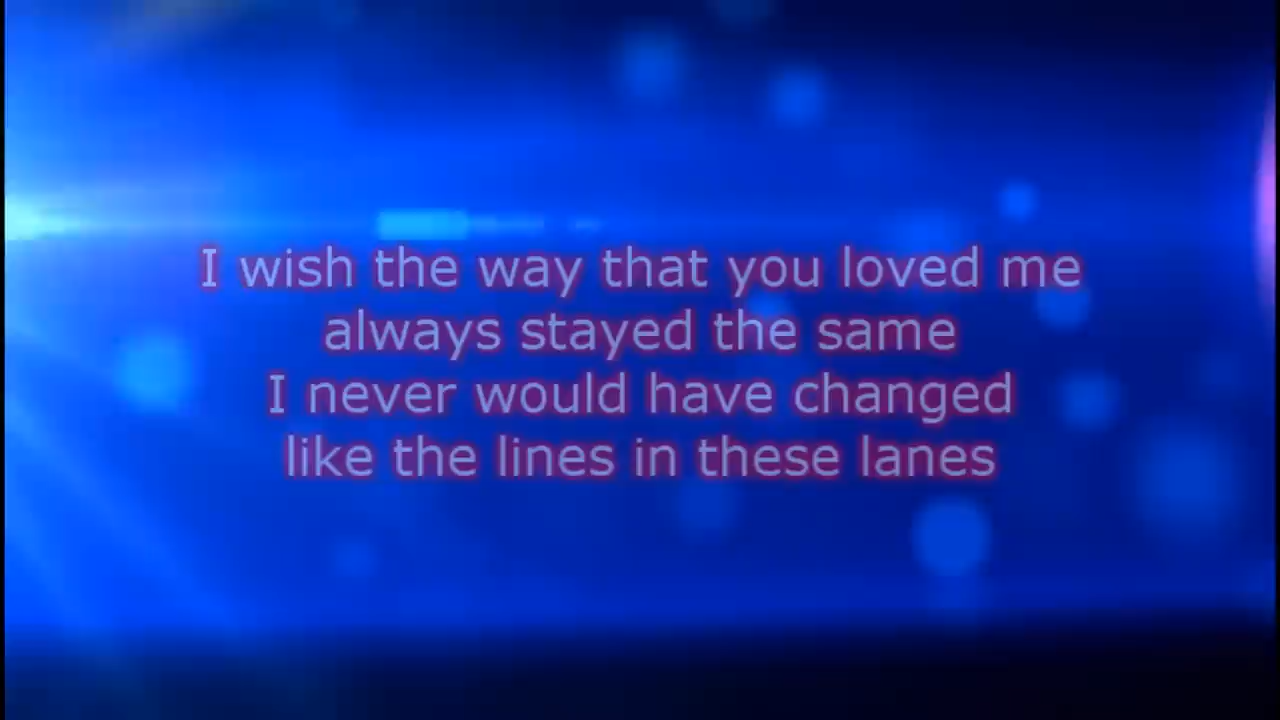 I wish the way that you loved me
always stayed the same
I never would have changed
like the lines in these lanes